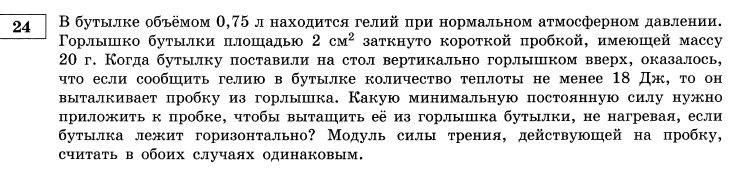 24
В бутылке объёмом 0,75 л находится гелий при нормальном атмосферном давлении.
Горлышко бутылки площадью 2 см² заткнуто короткой пробкой, имеющей массу
20 г. Когда бутылку поставили на стол вертикально горлышком вверх, оказалось,
что если сообщить гелию в бутылке количество теплоты не менее 18 Дж, то он
выталкивает пробку из горлышка. Какую минимальную постоянную силу нужно
приложить к пробке, чтобы вытащить её из горлышка бутылки, не нагревая, если
бутылка лежит горизонтально? Модуль силы трения, действующей на пробку,
считать в обоих случаях одинаковым.